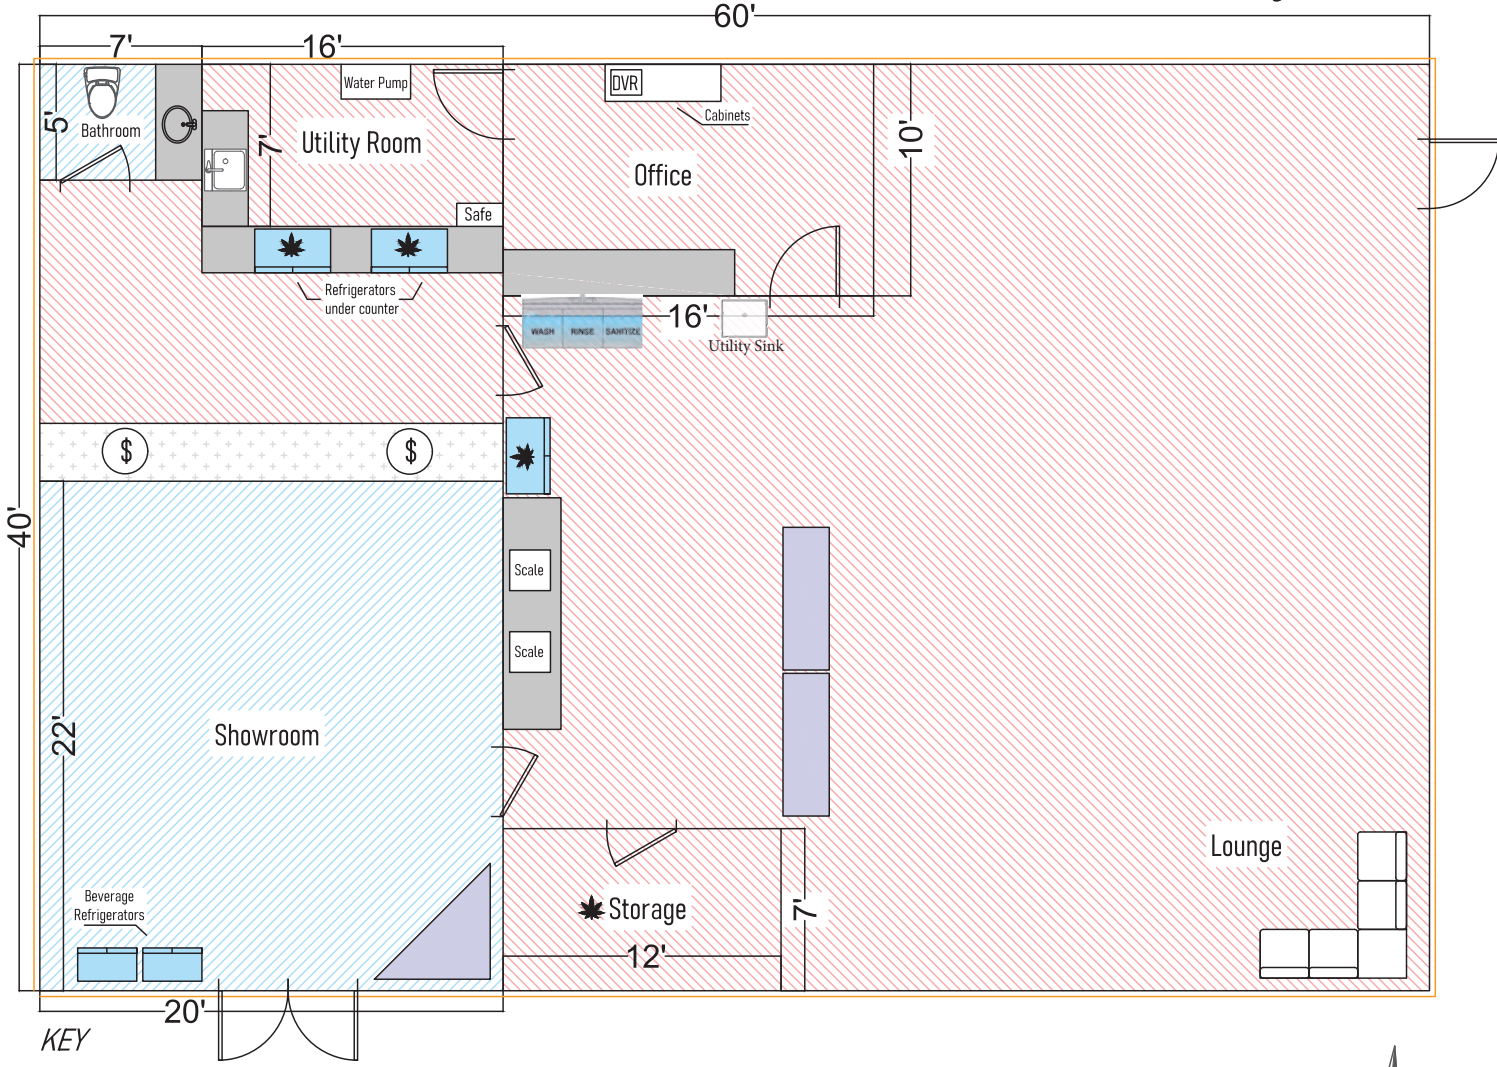 60'
7'
16'
DVR
Water Pump
Cabinets
5'
Bathroom
7'
Utility Room
10'
Office
Safe
Refrigerators
under counter
16'
WASH
RINSE
SANITIZE
Utility Sink
$
$
40'
Scale
Scale
22'
Showroom
Lounge
Beverage
Refrigerators
Storage
7'
12'
20'
KEY